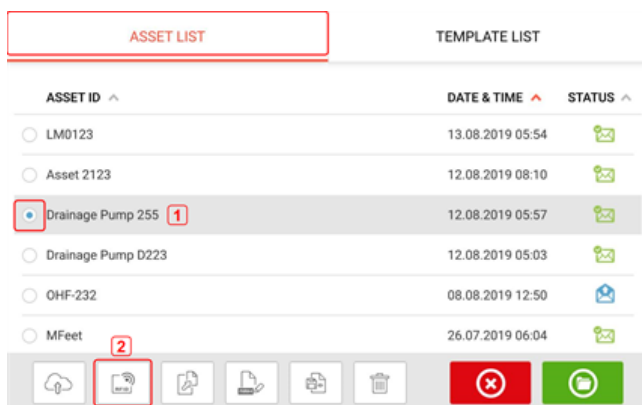 ASSET LIST TEMPLATE LIST
ASSET ID DATE & TIME STATUS
LM0123 13.08.2019 05:54
Asset 2123 12.08.2019 08:10
Drainage Pump 255 1 12.08.2019 05:57
Drainage Pump D223 12.08.2019 05:03
OHF-232 08.08.2019 12:50
MFeet 26.07.2019 06:04
2
RFID